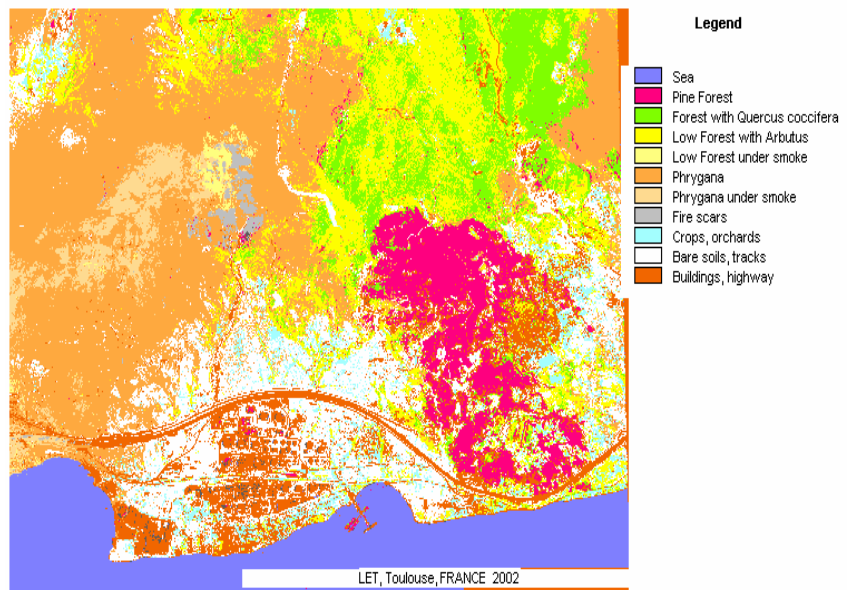 Legend
Sea
Pine Forest
Forest with Quercus coccifera
Low Forest with Arbutus
Low Forest under smoke
Phrygana
Phrygana under smoke
Fire scars
Crops, orchards
Bare soils, tracks
Buildings, highway
LET, Toulouse, FRANCE 2002